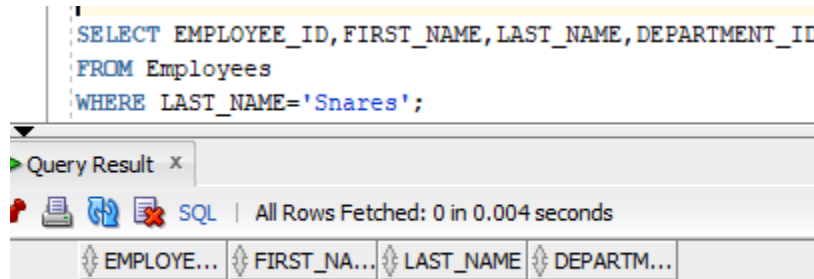 SELECT EMPLOYEE_ID,FIRST_NAME,LAST_NAME,DEPARTMENT_ID
FROM Employees
WHERE LAST_NAME='Snares';
Query Result x
SQL | All Rows Fetched: 0 in 0.004 seconds
EMPLOYE... FIRST_NA... LAST_NAME DEPARTM...